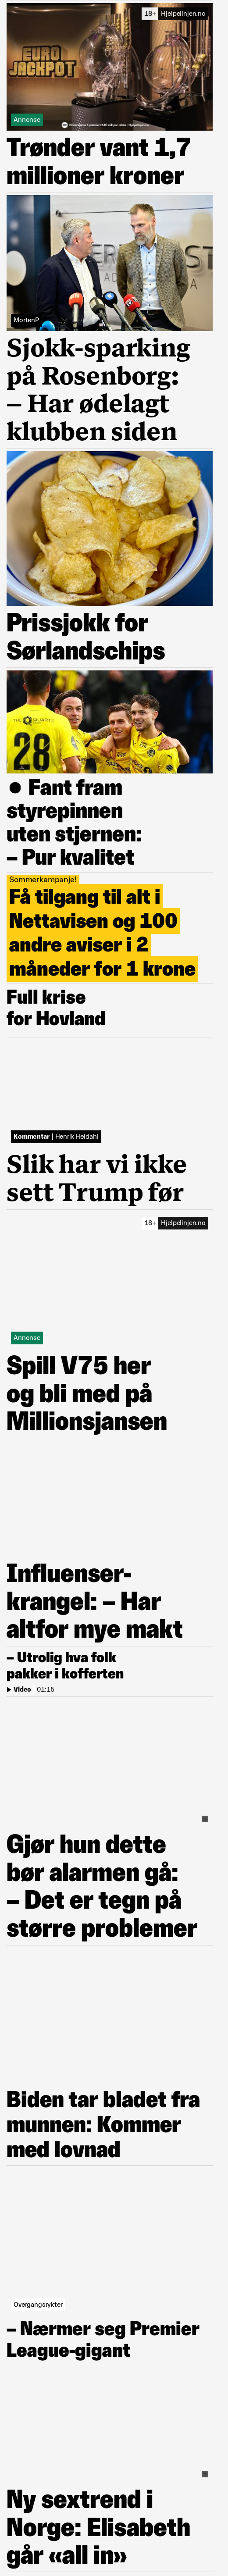 18+ Hjelpelinjen.no
EURO
JACKPOT
Annonse
Trønder vant 1,7
millioner kroner
MortenP
Sjokk-sparking
på Rosenborg:
– Har ødelagt
klubben siden
Prissjokk for
Sørlandschips
28
● Fant fram
styrepinnen
uten stjernen:
– Pur kvalitet
Sommerkampanje!
Få tilgang til alt i
Nettavisen og 100
andre aviser i 2
måneder for 1 krone
Full krise
for Hovland
Kommentar | Henrik Heldahl
Slik har vi ikke
sett Trump før
18+ Hjelpelinjen.no
Annonse
Spill V75 her
og bli med på
Millionsjansen
Influenser-
krangel: – Har
altfor mye makt
– Utrolig hva folk
pakker i kofferten
Video | 01:15
Gjør hun dette
bør alarmen gå:
– Det er tegn på
større problemer
Biden tar bladet fra
munnen: Kommer
med lovnad
Overgangsrykter
– Nærmer seg Premier
League-gigant
Ny sextrend i
Norge: Elisabeth
går «all in»